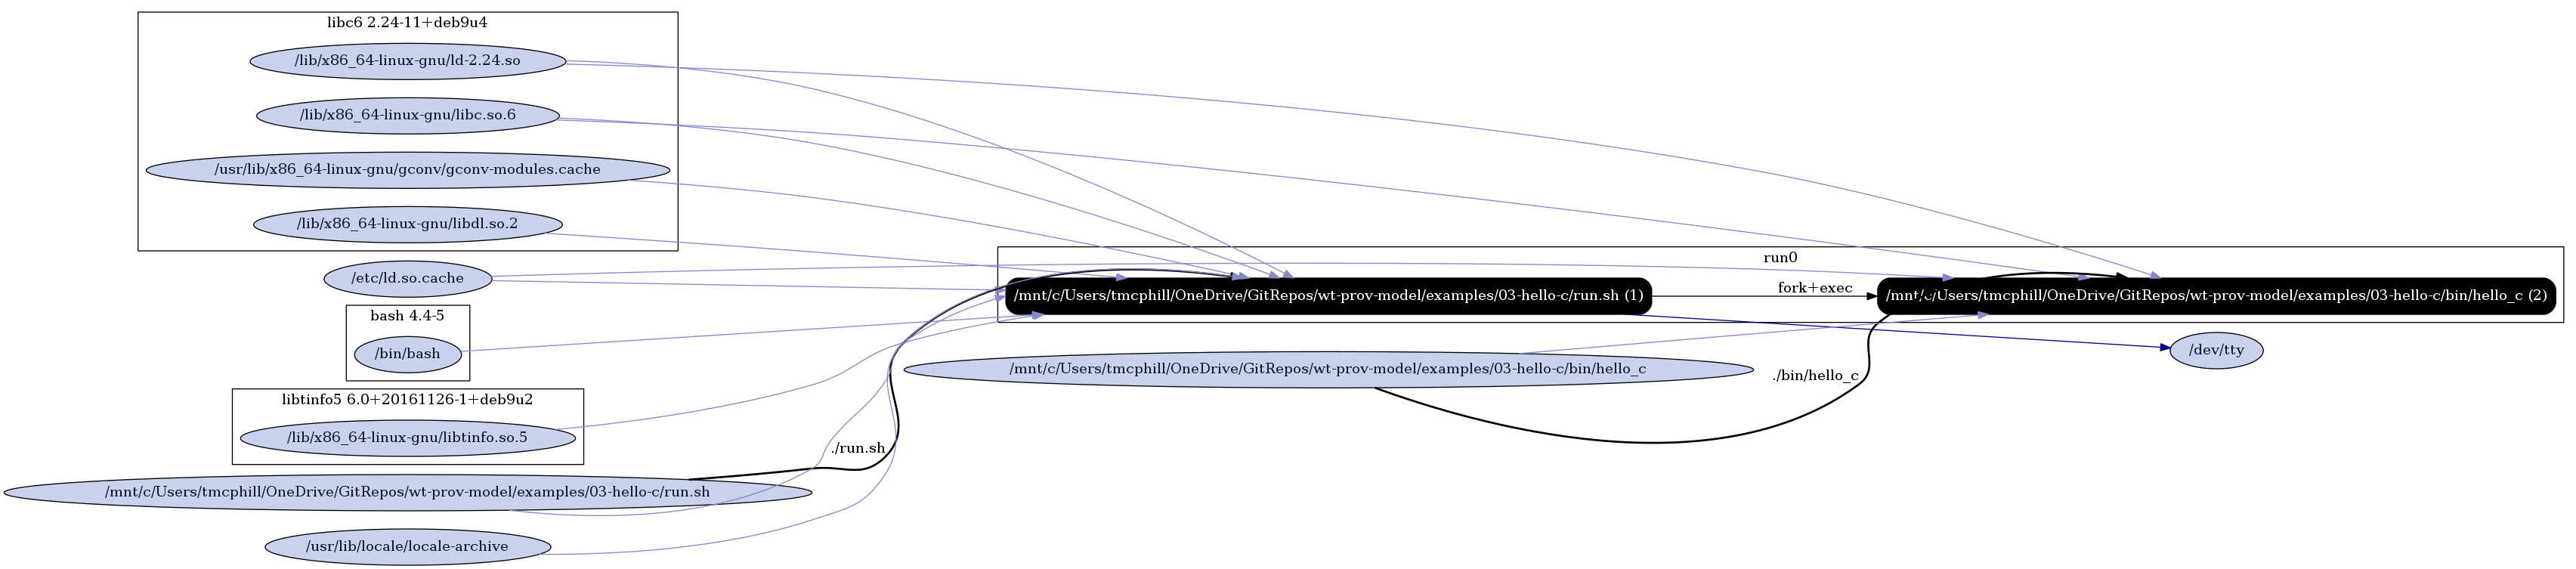 libc6 2.24-11+deb9u4
/lib/x86_64-linux-gnu/ld-2.24.so
/lib/x86_64-linux-gnu/libc.so.6
/usr/lib/x86_64-linux-gnu/gconv/gconv-modules.cache
/lib/x86_64-linux-gnu/libdl.so.2
/etc/ld.so.cache
bash 4.4-5
/bin/bash
libtinfo5 6.0+20161126-1+deb9u2
/lib/x86_64-linux-gnu/libtinfo.so.5
/mnt/c/Users/tmcphill/OneDrive/GitRepos/wt-prov-model/examples/03-hello-c/run.sh
/usr/lib/locale/locale-archive
./run.sh
run0
/mnt/c/Users/tmcphill/OneDrive/GitRepos/wt-prov-model/examples/03-hello-c/run.sh (1)
fork+exec
/mnt/c/Users/tmcphill/OneDrive/GitRepos/wt-prov-model/examples/03-hello-c/bin/hello_c (2)
/mnt/c/Users/tmcphill/OneDrive/GitRepos/wt-prov-model/examples/03-hello-c/bin/hello_c
./bin/hello_c
/dev/tty